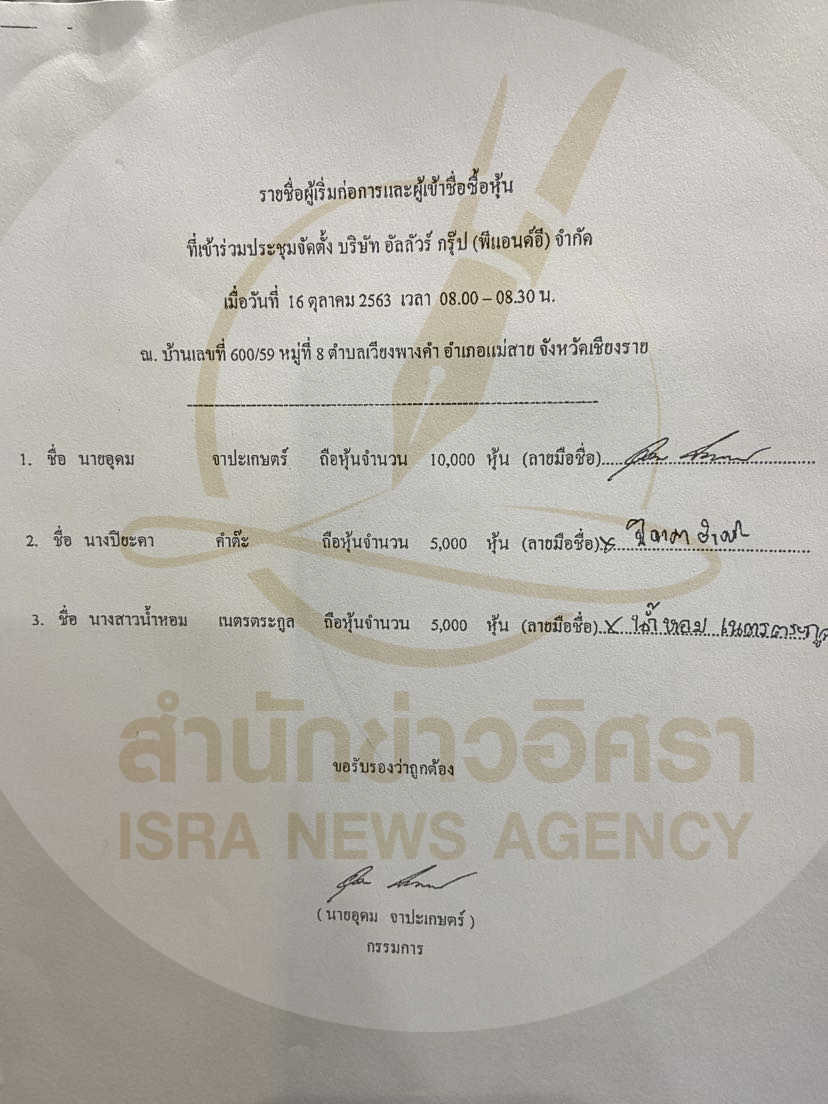 รายชื่อผู้เริ่มก่อการและผู้เข้าชื่อซื้อหุ้น
ที่เข้าร่วมประชุมจัดตั้ง บริษัท อัลลัวร์ กรุ๊ป (พีแอนด์อี) จำกัด
เมื่อวันที่ 16 ตุลาคม 2563 เวลา 08.00 – 08.30 น.
ณ. บ้านเลขที่ 600/59 หมู่ที่ 8 ตำบลเวียงพางคำ อำเภอแม่สาย จังหวัดเชียงราย
1. ชื่อ นายอุดม จาปะเกษตร์ ถือหุ้นจำนวน 10,000 หุ้น (ลายมือชื่อ)
2. ชื่อ นางปิยะดา คำต๊ะ ถือหุ้นจำนวน 5,000 หุ้น (ลายมือชื่อ) x
3. ชื่อ นางสาวน้ำหอม เนตรตระกูล ถือหุ้นจำนวน 5,000 หุ้น (ลายมือชื่อ) x น้ำหอม เนตรตระกูล
สำนักข่าวอิศรา
ขอรับรองว่าถูกต้อง
ISRA NEWS AGENCY
( นายอุดม จาปะเกษตร์ )
กรรมการ